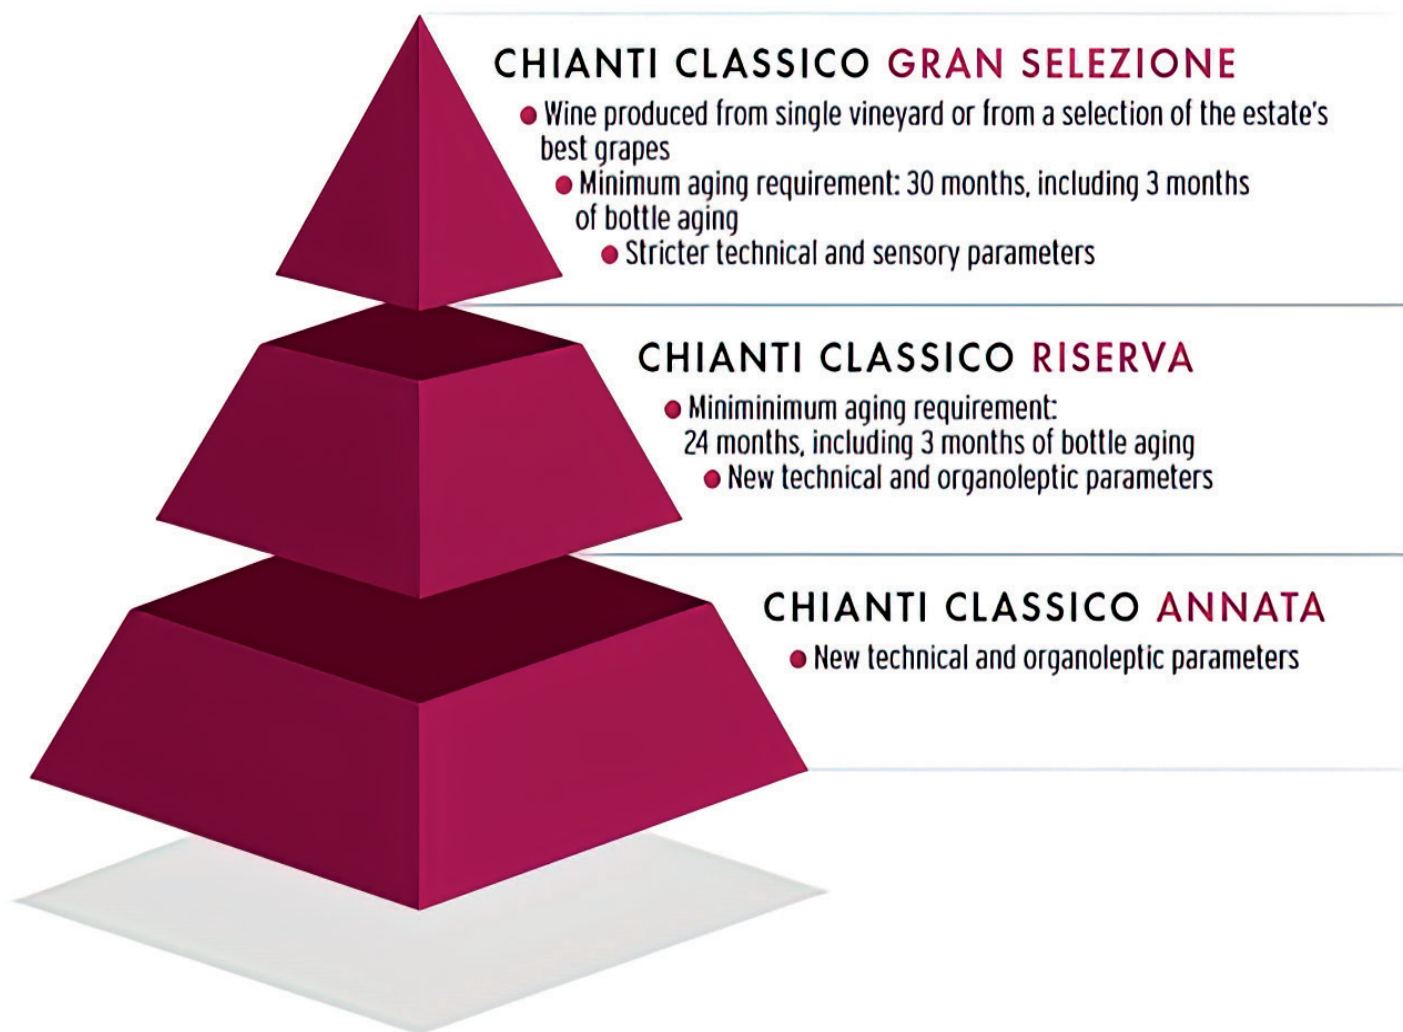 CHIANTI CLASSICO GRAN SELEZIONE
Wine produced from single vineyard or from a selection of the estate's
best grapes
Minimum aging requirement: 30 months, including 3 months
of bottle aging
Stricter technical and sensory parameters
CHIANTI CLASSICO RISERVA
Miniminimum aging requirement:
24 months, including 3 months of bottle aging
New technical and organoleptic parameters
CHIANTI CLASSICO ANNATA
New technical and organoleptic parameters